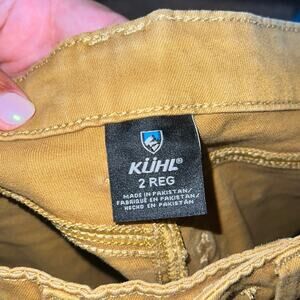 KÜHL®
2 REG
MADE IN PAKISTAN/
FABRIQUÉ EN PAKISTAN/
HECHO EN PAKISTÁN